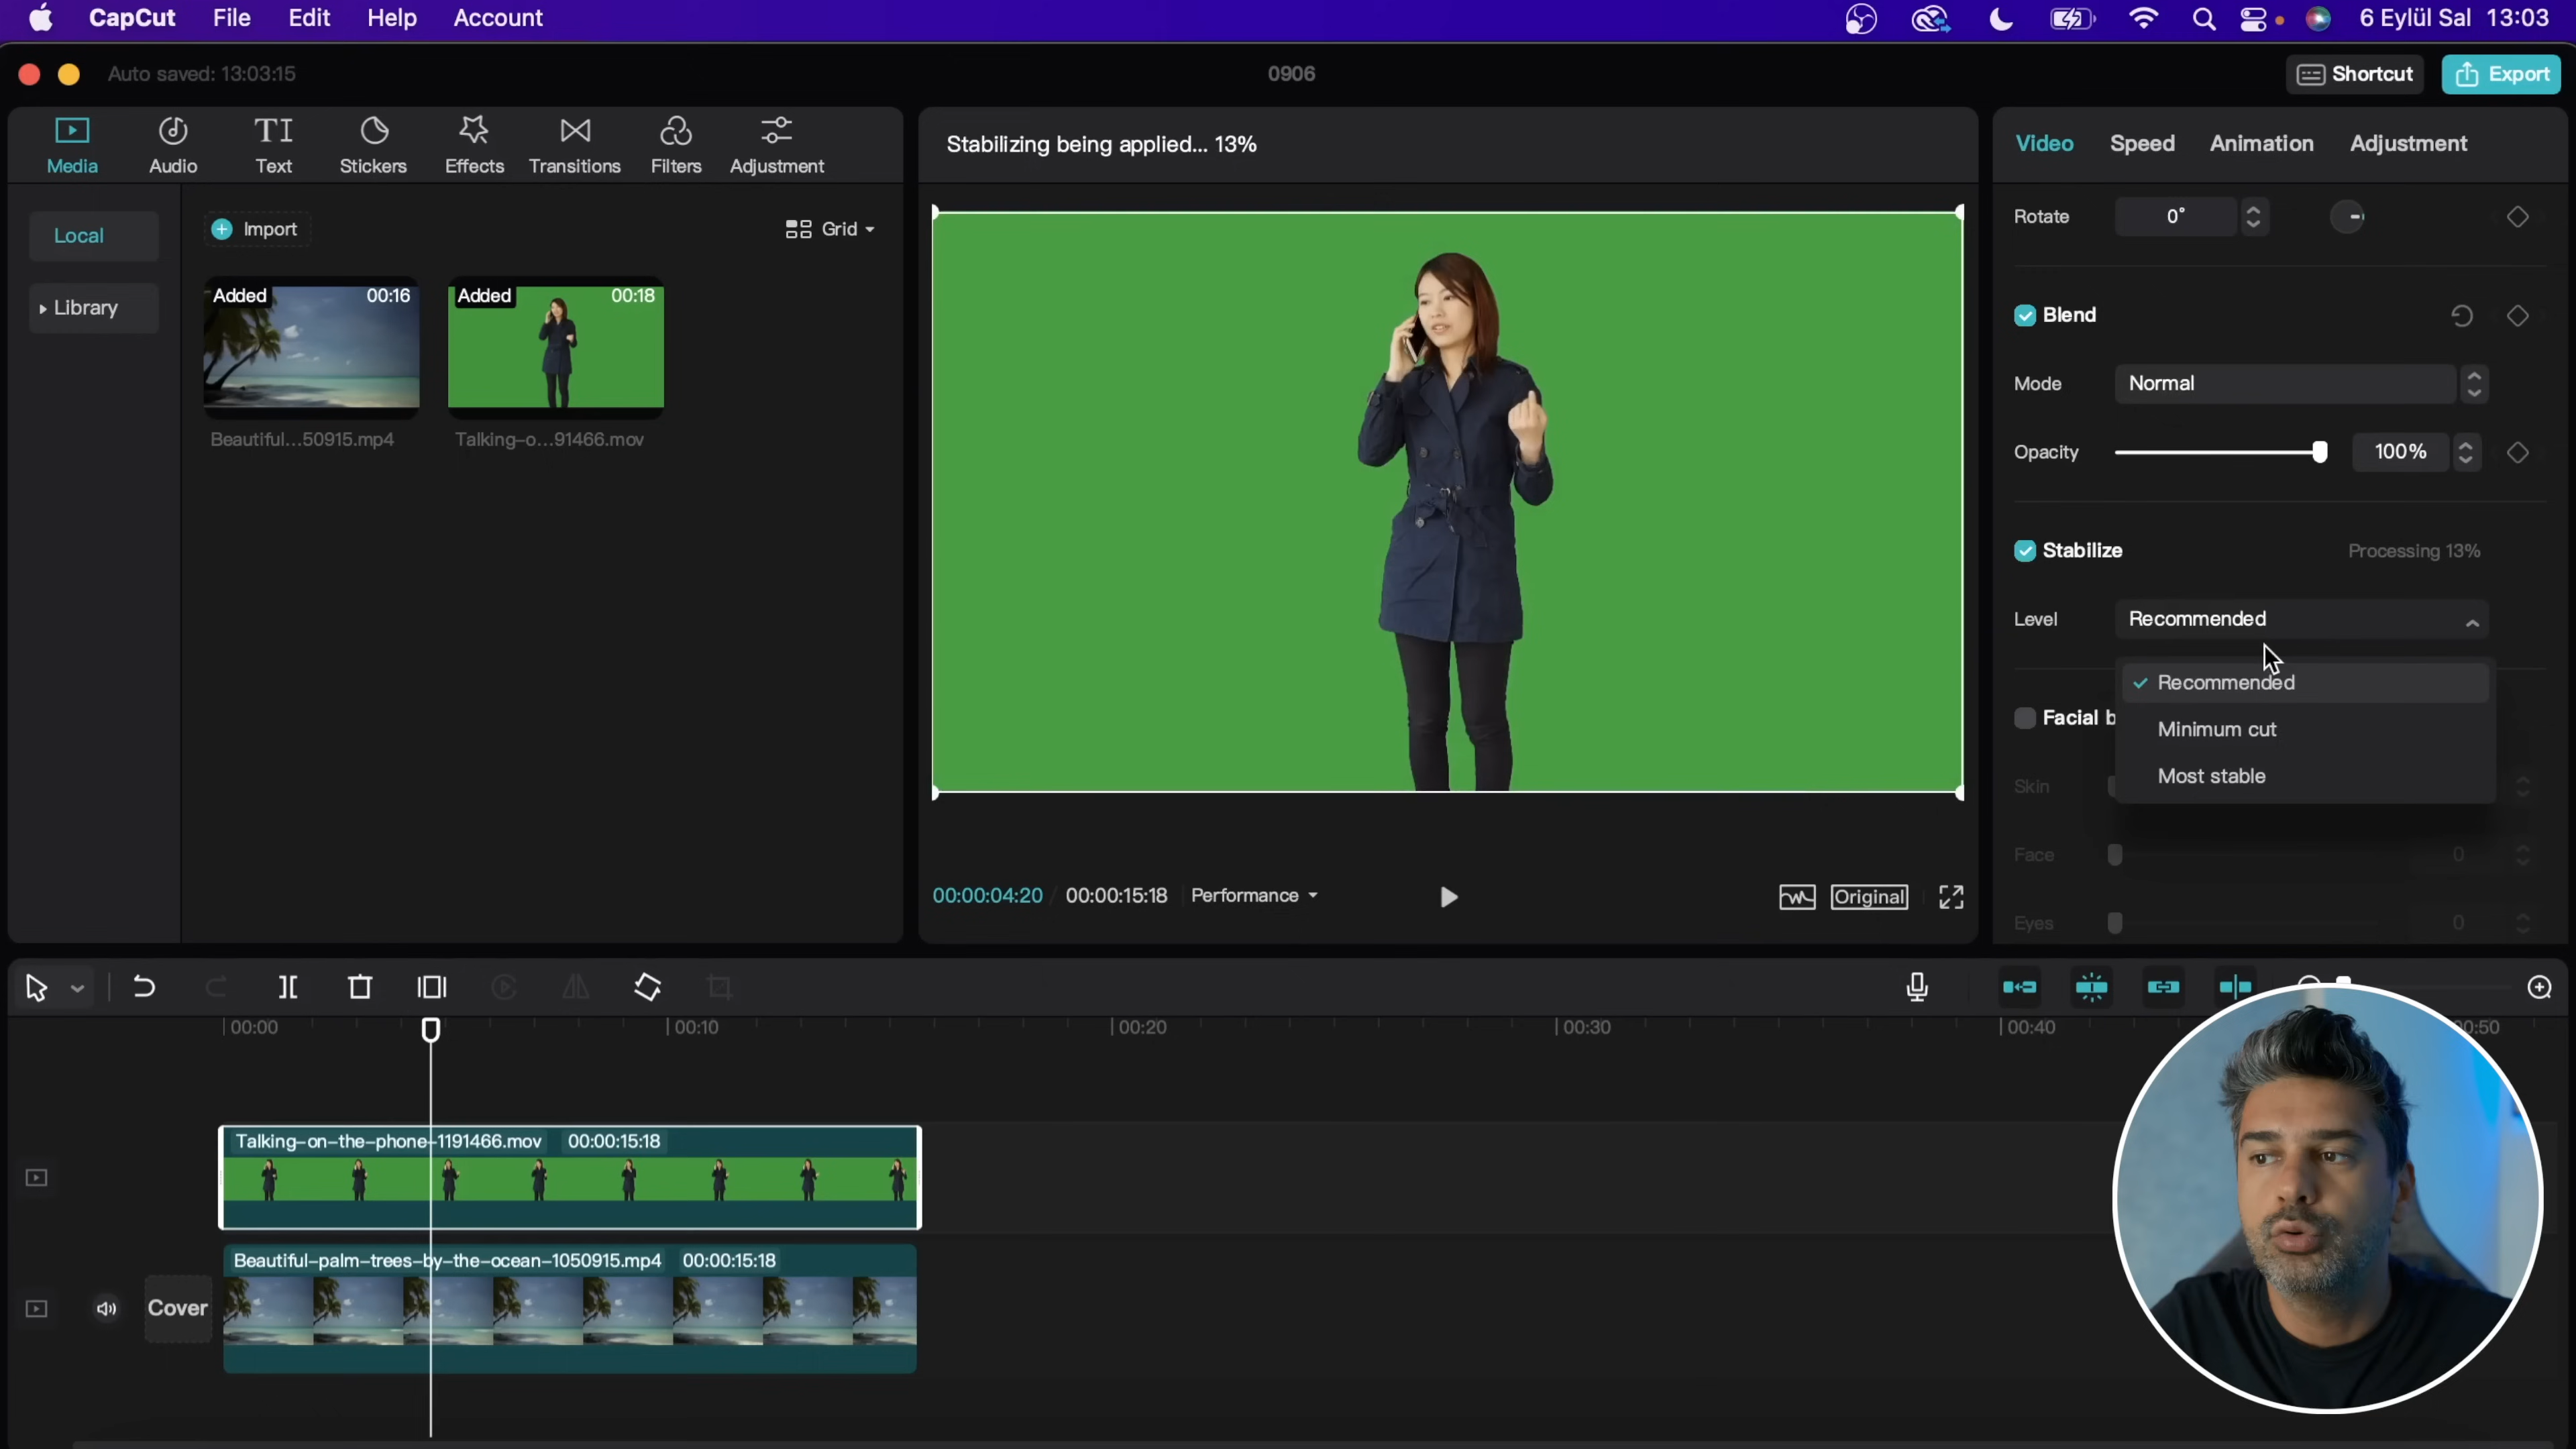 CapCut File Edit Help Account 6 Eylül Sal 13:03
Auto saved: 13:03:15 0906 Shortcut Export
Media Audio Text Stickers Effects Transitions Filters Adjustment
Stabilizing being applied... 13%
Video Speed Animation Adjustment
Local
Library
Import Grid
Added 00:16 Added 00:18
Beautiful...50915.mp4 Talking-o...91466.mov
Rotate 0°
Blend
Mode Normal
Opacity 100%
Stabilize Processing 13%
Level Recommended
Recommended
Minimum cut
Most stable
Facial b
Skin
Face 0
Eyes 0
00:00:04:20 / 00:00:15:18 Performance Original
00:00 00:10 00:20 00:30 00:40 00:50
Talking-on-the-phone-1191466.mov 00:00:15:18
Beautiful-palm-trees-by-the-ocean-1050915.mp4 00:00:15:18
Cover